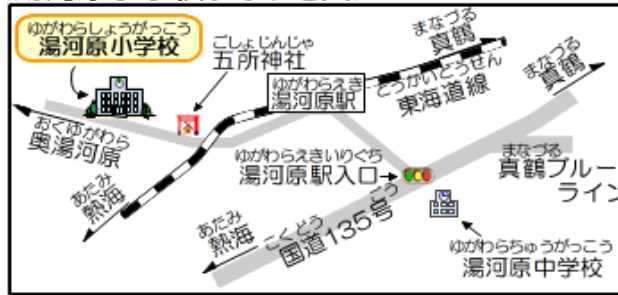 ゆがわらしょうがっこう
湯河原小学校
ごしょじんじゃ
五所神社
ゆがわらえき
湯河原駅
まなづる
真鶴
とうかいどうせん
東海道線
まなづる
真鶴
おくゆがわら
奥湯河原
あたみ
熱海
ゆがわらえきいりぐち
湯河原駅入口
まなづる
真鶴ブルー
ライン
あたみ
熱海
こくどう ごう
国道135号
ゆがわらちゅうがっこう
湯河原中学校